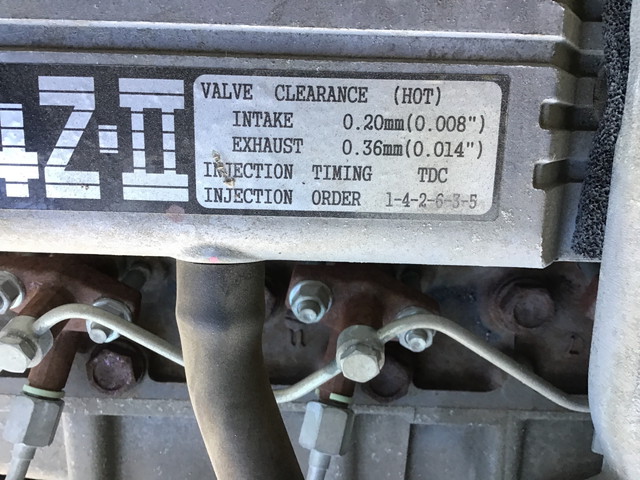 4Z-II
VALVE CLEARANCE (HOT)
INTAKE 0.20mm(0.008")
EXHAUST 0.36mm(0.014")
INJECTION TIMING TDC
INJECTION ORDER 1-4-2-6-3-5